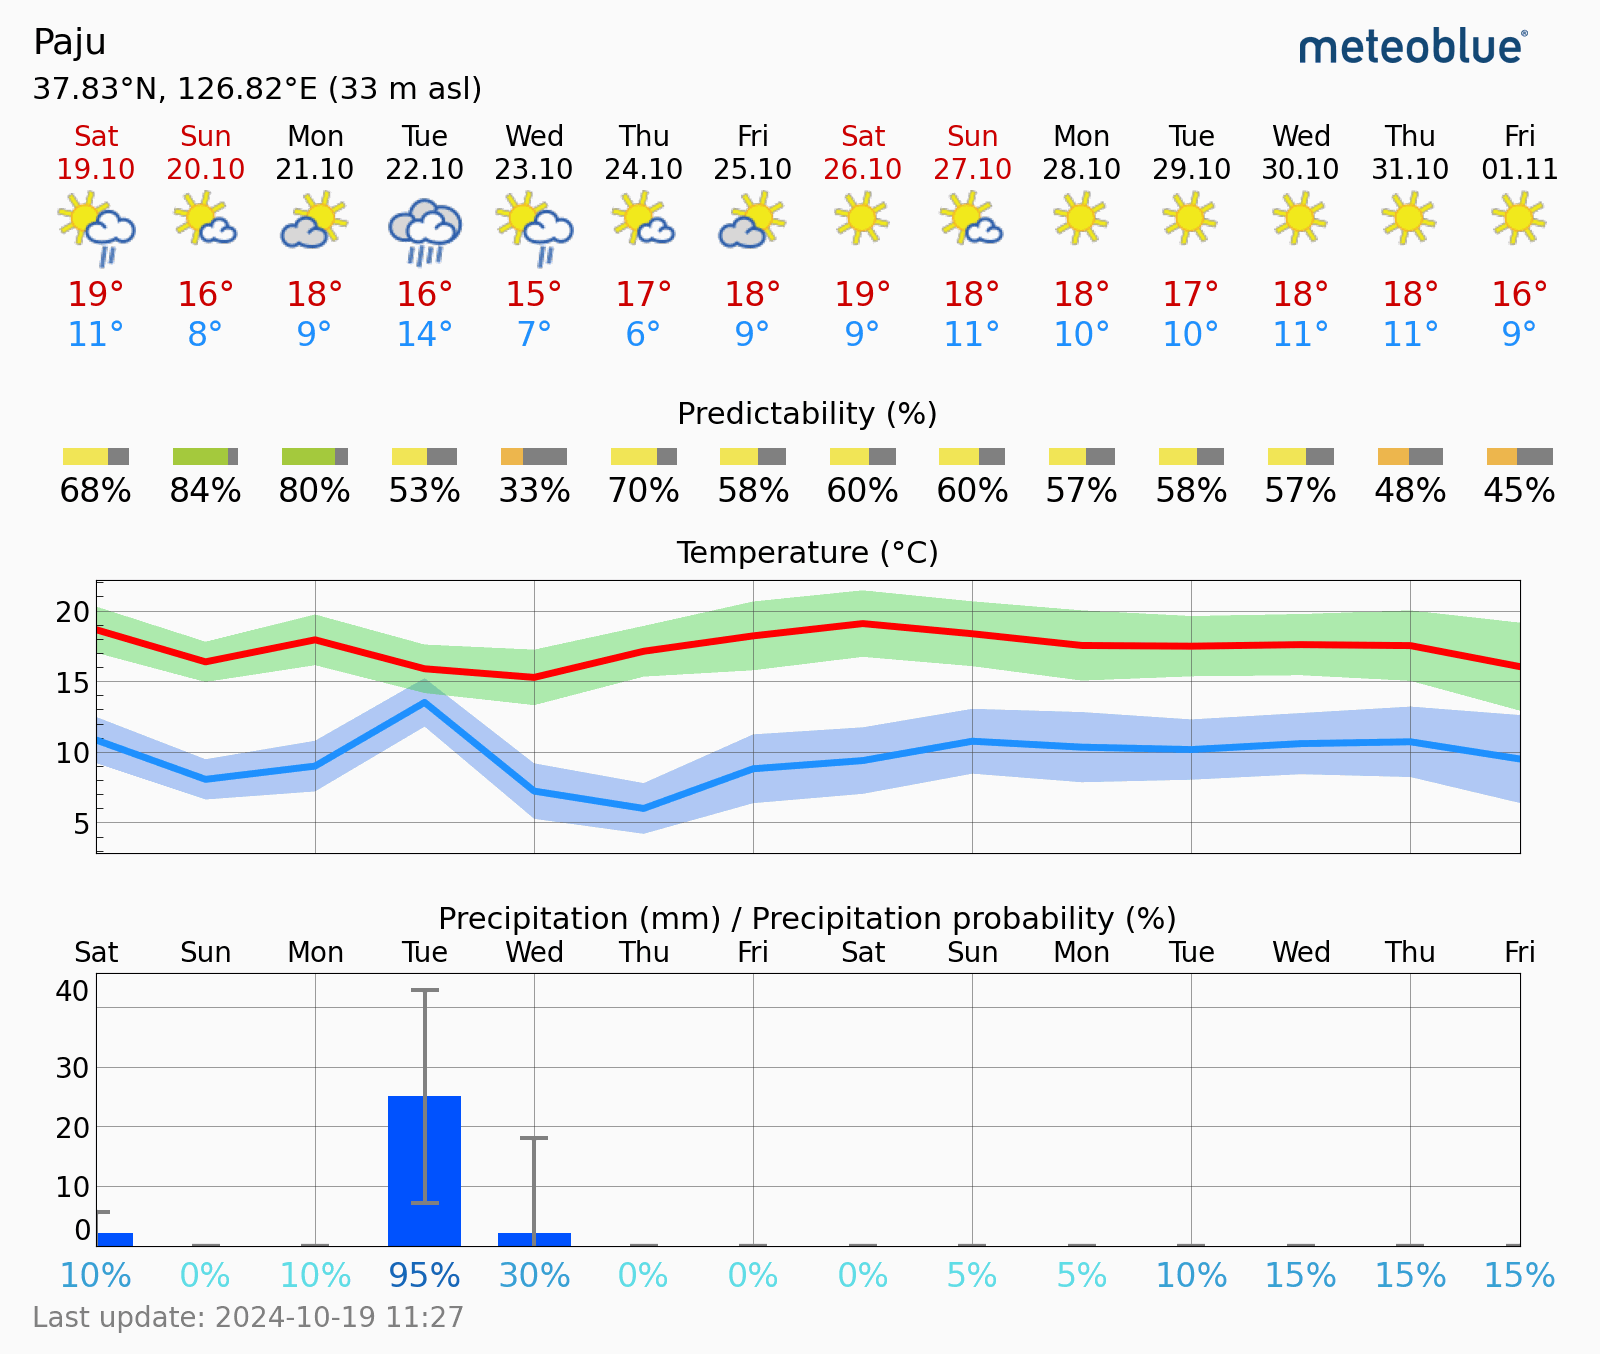 Paju
meteoblue®
37.83°N, 126.82°E (33 m asl)
Sat Sun Mon Tue Wed Thu Fri Sat Sun Mon Tue Wed Thu Fri
19.10 20.10 21.10 22.10 23.10 24.10 25.10 26.10 27.10 28.10 29.10 30.10 31.10 01.11
19° 16° 18° 16° 15° 17° 18° 19° 18° 18° 17° 18° 18° 16°
11° 8° 9° 14° 7° 6° 9° 9° 11° 10° 10° 11° 11° 9°
Predictability (%)
68% 84% 80% 53% 33% 70% 58% 60% 60% 57% 58% 57% 48% 45%
Temperature (°C)
20
15
10
5
Precipitation (mm) / Precipitation probability (%)
Sat Sun Mon Tue Wed Thu Fri Sat Sun Mon Tue Wed Thu Fri
40
30
20
10
0
10% 0% 10% 95% 30% 0% 0% 0% 5% 5% 10% 15% 15% 15%
Last update: 2024-10-19 11:27